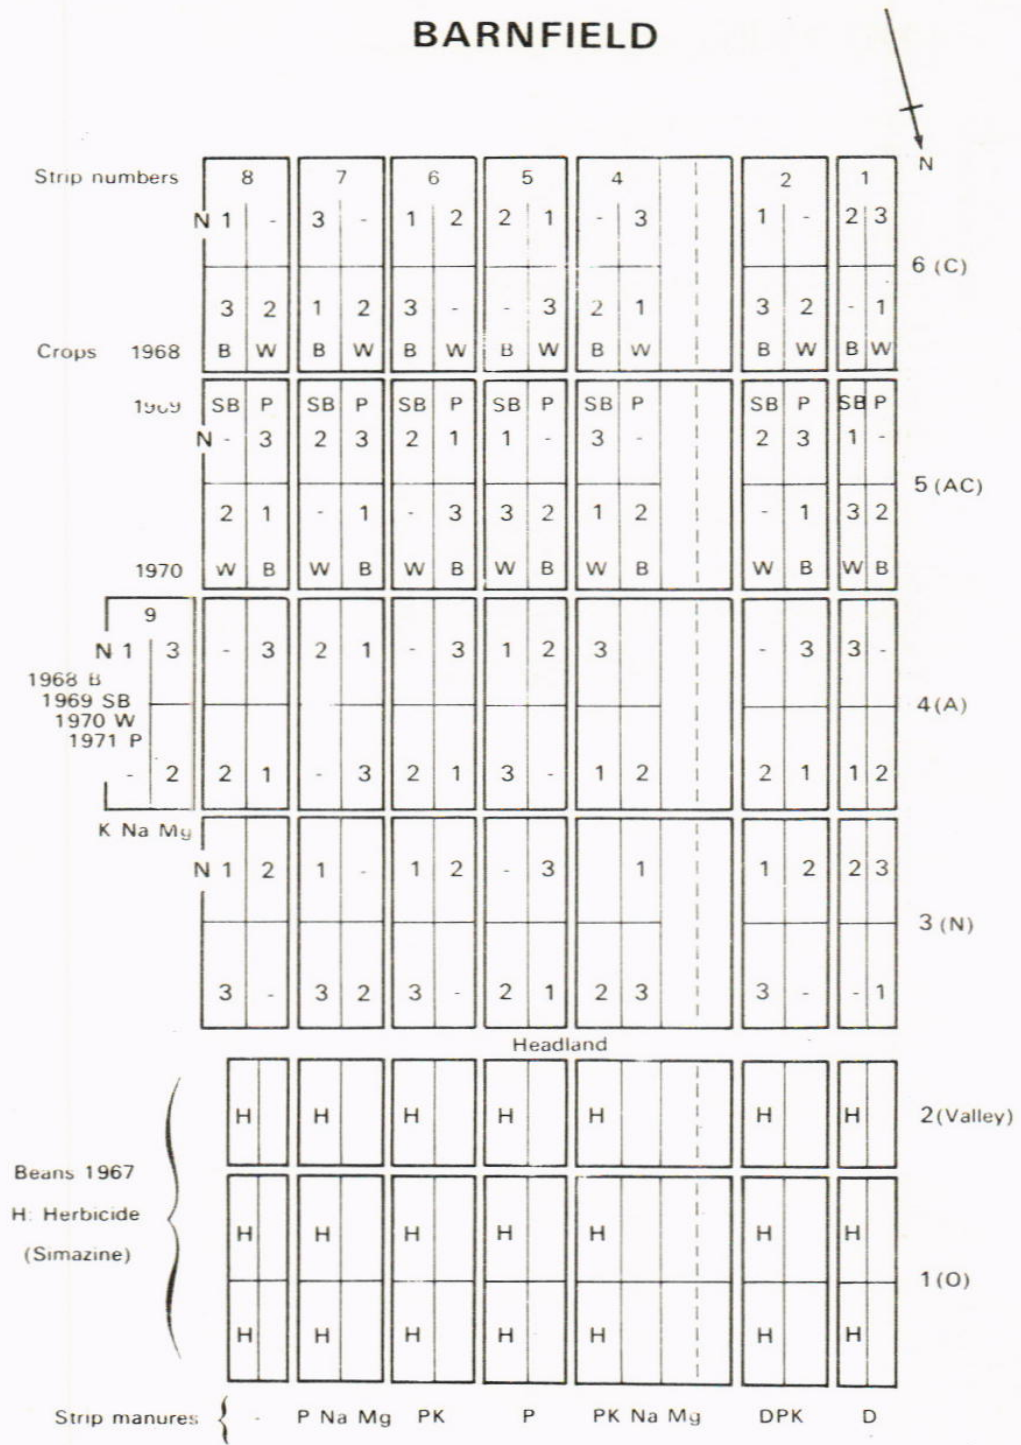 BARNFIELD
N
Strip numbers 8 7 6 5 4 2 1
N 1 - 3 - 1 2 2 1 - 3 1 - 2 3
6 (C)
3 2 1 2 3 - - 3 2 1 3 2 - 1
Crops 1968 B W B W B W B W B W B W B W
1969 SB P SB P SB P SB P SB P SB P SB P
N - 3 2 3 2 1 1 - 3 - 2 3 1 -
5 (AC)
2 1 - 1 - 3 3 2 1 2 - 1 3 2
1970 W B W B W B W B W B W B W B
9
N 1 3 - 3 2 1 - 3 1 2 3 - 3 3 -
1968 B
1969 SB
4 (A)
1970 W
1971 P
- 2 2 1 - 3 2 1 3 - 1 2 2 1 1 2
K Na Mg
N 1 2 1 - 1 2 - 3 1 1 2 2 3
3 (N)
3 - 3 2 3 - 2 1 2 3 3 - - 1
Headland
H H H H H H H
2 (Valley)
Beans 1967
H: Herbicide
(Simazine)
H H H H H H H
1 (O)
H H H H H H H
Strip manures { - P Na Mg PK P PK Na Mg DPK D